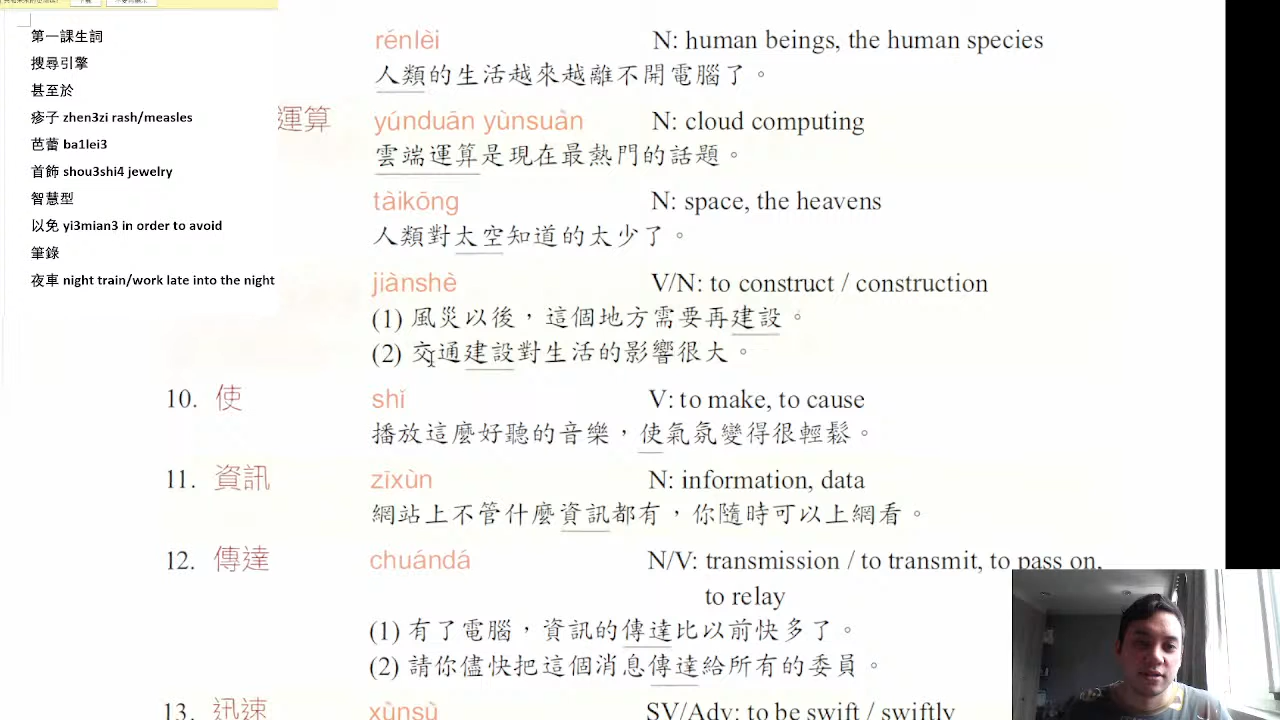 第一課生詞
搜尋引擎
甚至於
疹子 zhen3zi rash/measles
芭蕾 ba1lei3
首飾 shou3shi4 jewelry
智慧型
以免 yi3mian3 in order to avoid
筆錄
夜車 night train/work late into the night
rénlèi N: human beings, the human species
人類的生活越來越離不開電腦了。
運算 yúnduān yùnsuàn N: cloud computing
雲端運算是現在最熱門的話題。
tàikōng N: space, the heavens
人類對太空知道的太少了。
jiànshè V/N: to construct / construction
(1) 風災以後，這個地方需要再建設。
(2) 交通建設對生活的影響很大。
10. 使 shǐ V: to make, to cause
播放這麼好聽的音樂，使氣氛變得很輕鬆。
11. 資訊 zīxùn N: information, data
網站上不管什麼資訊都有，你隨時可以上網看。
12. 傳達 chuándá N/V: transmission / to transmit, to pass on,
to relay
(1) 有了電腦，資訊的傳達比以前快多了。
(2) 請你儘快把這個消息傳達給所有的委員。
13. 迅速 xùnsù SV/Adv: to be swift / swiftly